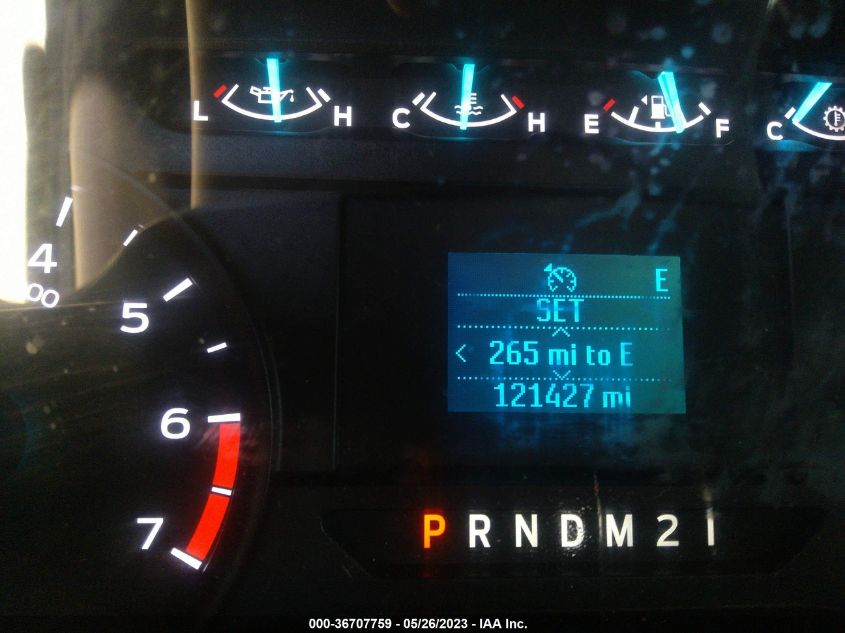 L H C H E F C
4
00
5
6
7
E
SET
< 265 mi to E
121427 mi
P R N D M 2 1
000-36707759 - 05/26/2023 - IAA Inc.